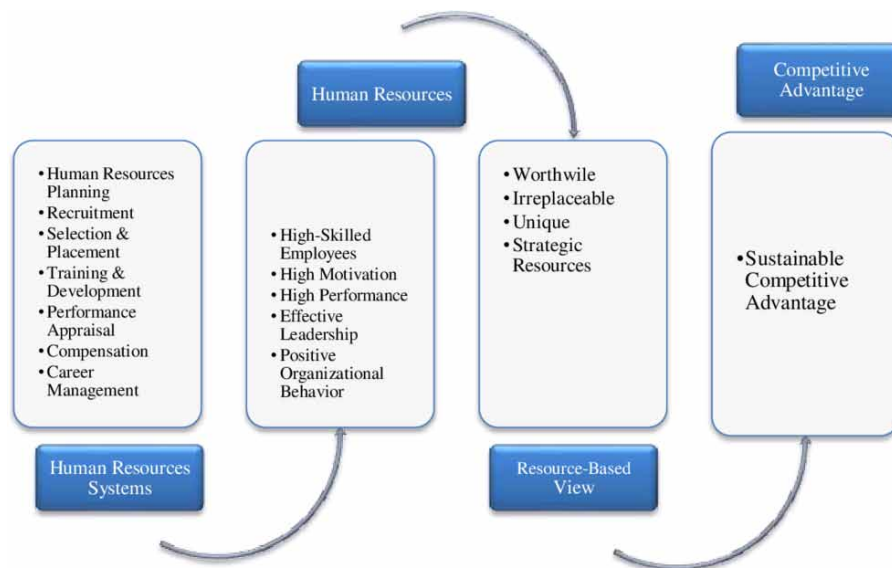 Human Resources
Competitive
Advantage
• Human Resources
Planning
• Recruitment
• Selection &
Placement
• Training &
Development
• Performance
Appraisal
• Compensation
• Career
Management
• High-Skilled
Employees
• High Motivation
• High Performance
• Effective
Leadership
• Positive
Organizational
Behavior
• Worthwile
• Irreplaceable
• Unique
• Strategic
Resources
• Sustainable
Competitive
Advantage
Human Resources
Systems
Resource-Based
View